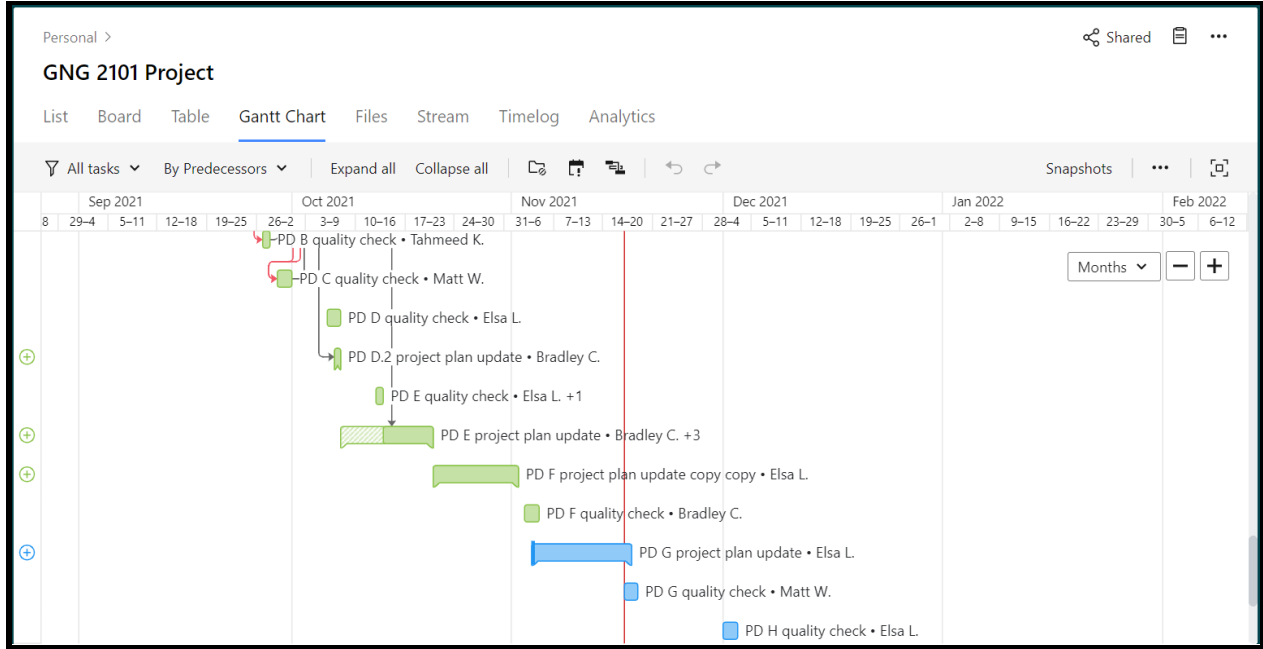 Personal >
Shared
GNG 2101 Project
List Board Table Gantt Chart Files Stream Timelog Analytics
All tasks By Predecessors Expand all Collapse all Snapshots
Sep 2021 Oct 2021 Nov 2021 Dec 2021 Jan 2022 Feb 2022
8 29–4 5–11 12–18 19–25 26–2 3–9 10–16 17–23 24–30 31–6 7–13 14–20 21–27 28–4 5–11 12–18 19–25 26–1 2–8 9–15 16–22 23–29 30–5 6–12
PD B quality check • Tahmeed K.
Months
PD C quality check • Matt W.
PD D quality check • Elsa L.
PD D.2 project plan update • Bradley C.
PD E quality check • Elsa L. +1
PD E project plan update • Bradley C. +3
PD F project plan update copy copy • Elsa L.
PD F quality check • Bradley C.
PD G project plan update • Elsa L.
PD G quality check • Matt W.
PD H quality check • Elsa L.